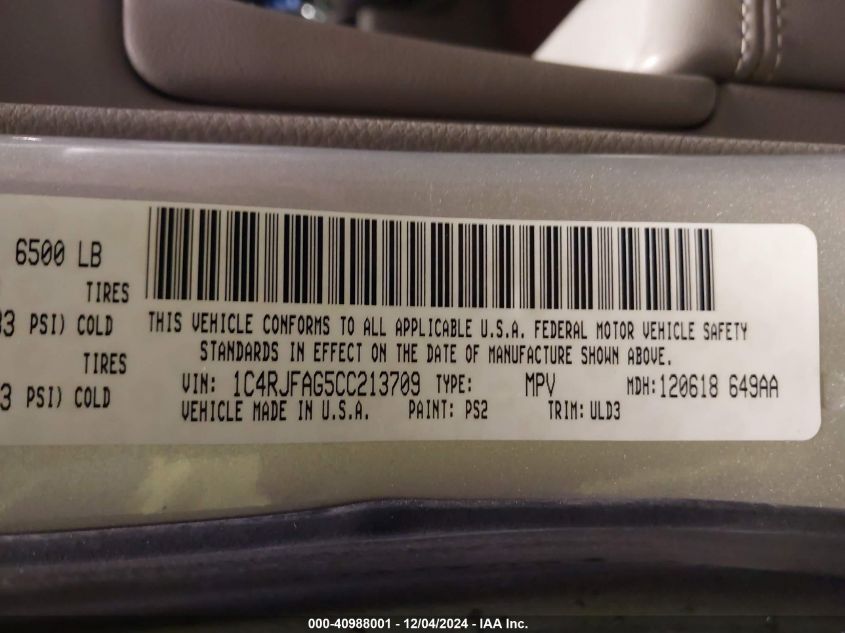 6500 LB
TIRES
33 PSI) COLD
TIRES
3 PSI) COLD
THIS VEHICLE CONFORMS TO ALL APPLICABLE U.S.A. FEDERAL MOTOR VEHICLE SAFETY
STANDARDS IN EFFECT ON THE DATE OF MANUFACTURE SHOWN ABOVE.
VIN: 1C4RJFAG5CC213709 TYPE: MPV MDH:120618 649AA
VEHICLE MADE IN U.S.A. PAINT: PS2 TRIM: ULD3
000-40988001 - 12/04/2024 - IAA Inc.